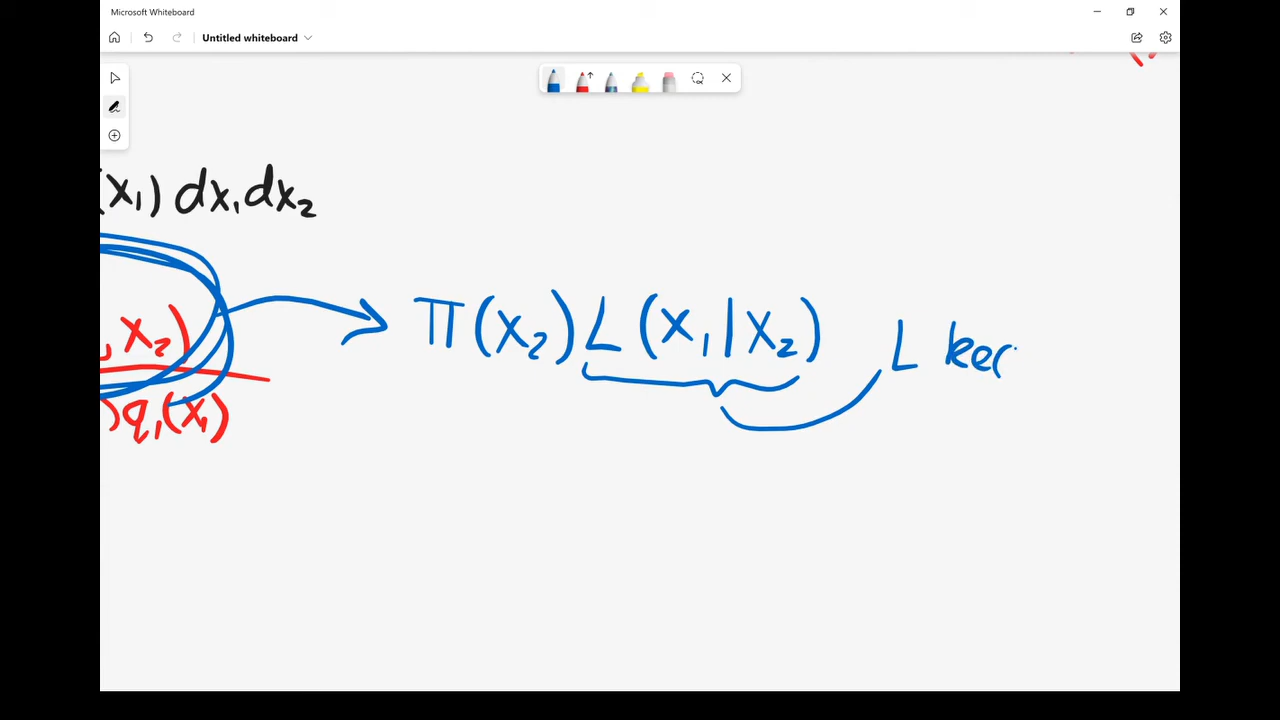 Microsoft Whiteboard
Untitled whiteboard
(x₁) dx₁dx₂
, x₂)
)q₁(x₁)
π(x₂)L(x₁|x₂)
L ker